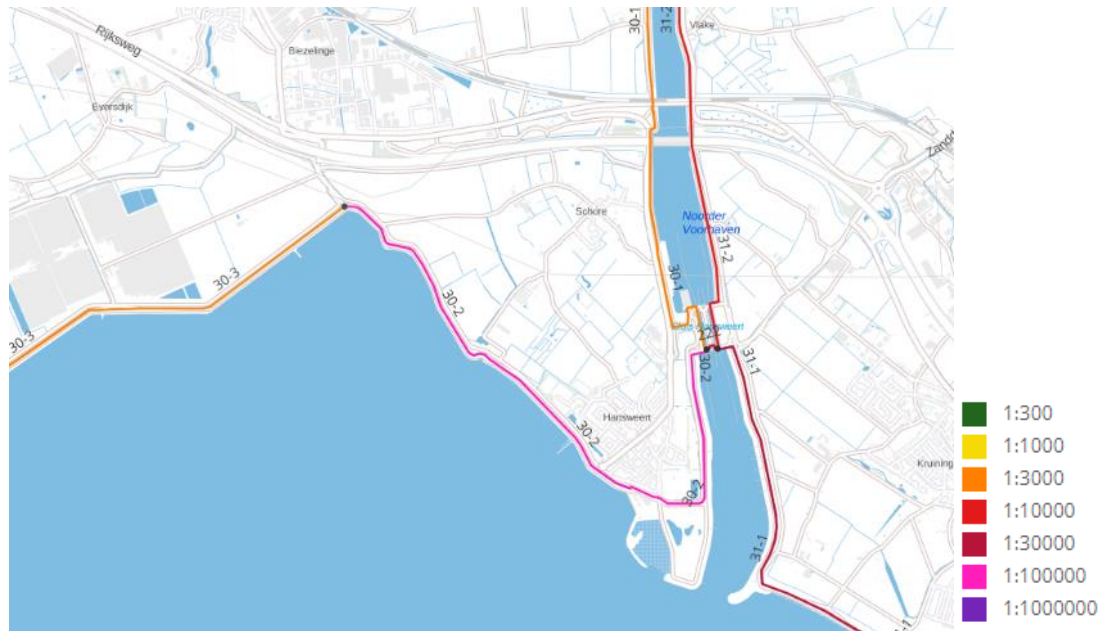 30-1
31-2
Vlake
Rijksweg
Biezelinge
Eversdijk
Schore
Noorder
Voorhaven
31-2
30-1
30-3
30-3
30-2
30-2
30-2
30-2
31-1
31-1
Hansweert
Kruining
1:300
1:1000
1:3000
1:10000
1:30000
1:100000
1:1000000